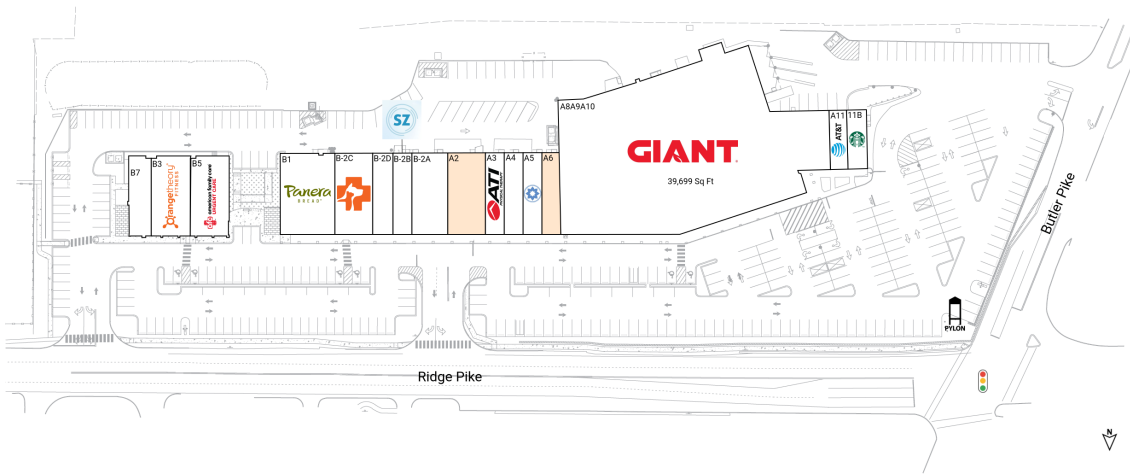 A8A9A10
A11
11B
AT&T
SZ
GIANT
39,699 Sq Ft
B7
B3
B5
orangetheory
FITNESS
american family care
URGENT CARE
B1
B-2C
B-2D
B-2B
B-2A
A2
A3
A4
A5
A6
Panera
BREAD
ATI
PHYSICAL THERAPY
Butler Pike
PYLON
Ridge Pike
N